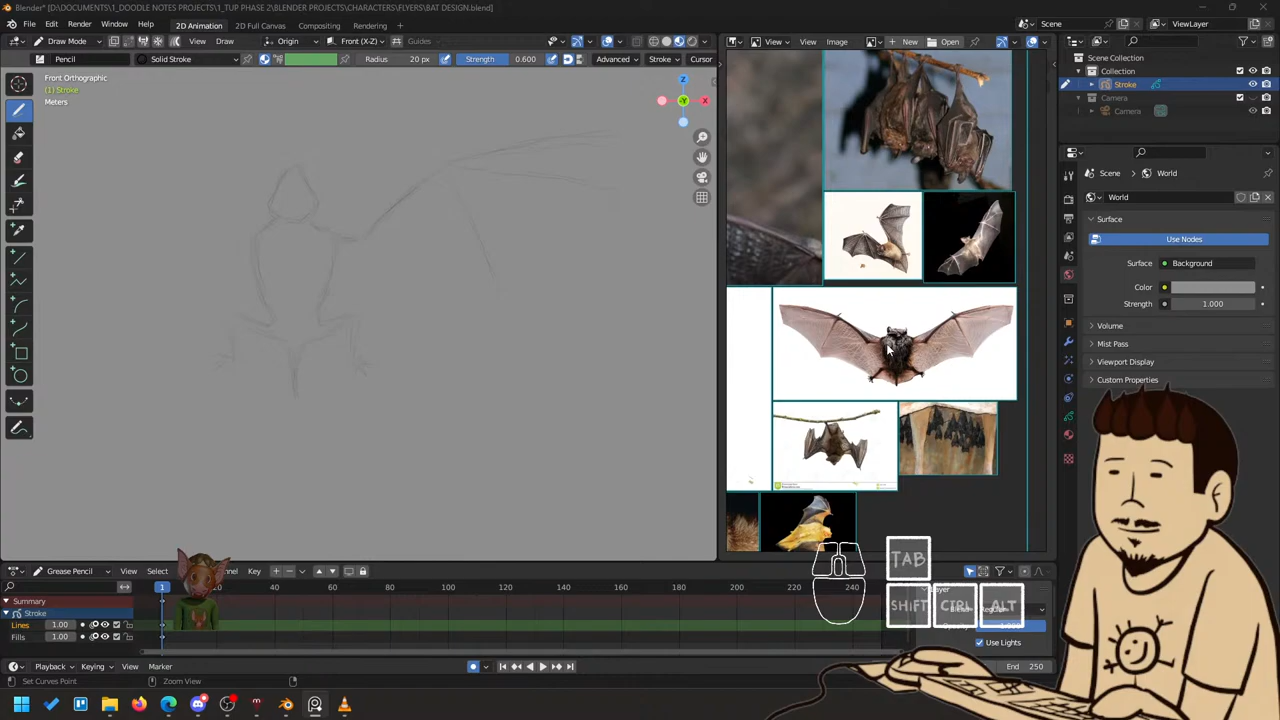 Blender* [D:\DOCUMENTS\1_DOODLE NOTES PROJECTS\1_TUP PHASE 2\BLENDER PROJECTS\CHARACTERS\FLYERS\BAT DESIGN.blend]
File Edit Render Window Help 2D Animation 2D Full Canvas Compositing Rendering Scene ViewLayer
Draw Mode View Draw Origin Front (X-Z) Guides View View Image New Open
Pencil Solid Stroke Radius 20 px Strength 0.600 Advanced Stroke Cursor
Scene Collection
Collection
Stroke
Camera
Camera
Front Orthographic
(1) Stroke
Meters
Z
Y
X
Scene World
World
Surface
Use Nodes
Surface Background
Color
Strength 1.000
Volume
Mist Pass
Viewport Display
Custom Properties
TAB
SHIFT CTRL ALT
Grease Pencil View Select Key
1 20 40 80 100 120 140 160 180 200 220 240
Summary
Stroke
Lines 1.00
Fills 1.00
Layer
Blend Regular
Use Lights
Playback Keying View Marker End 250
Set Curves Point Zoom View